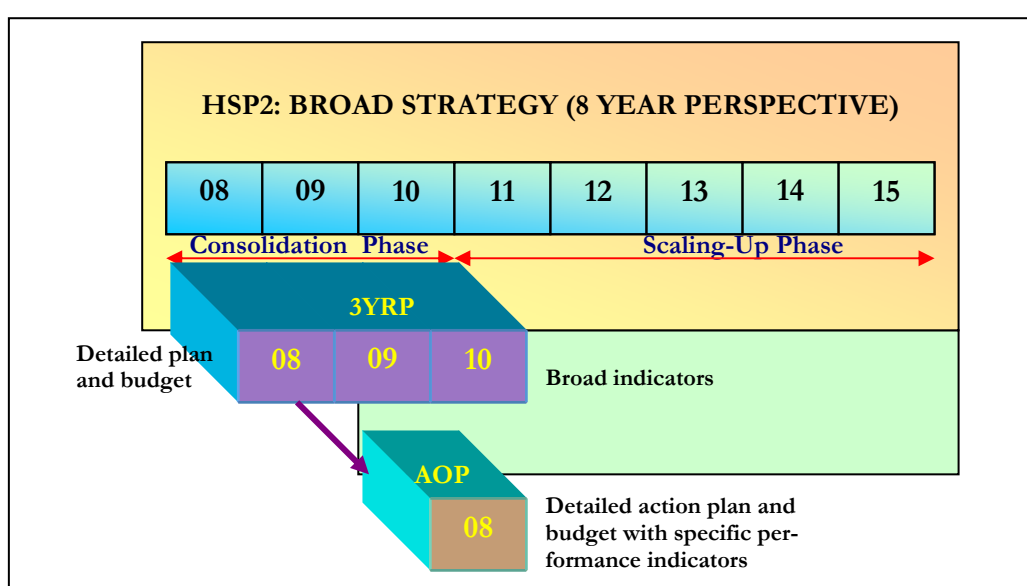 HSP2: BROAD STRATEGY (8 YEAR PERSPECTIVE)
08 09 10 11 12 13 14 15
Consolidation Phase Scaling-Up Phase
3YRP
Detailed plan
and budget
08 09 10
Broad indicators
AOP
08
Detailed action plan and
budget with specific per-
formance indicators